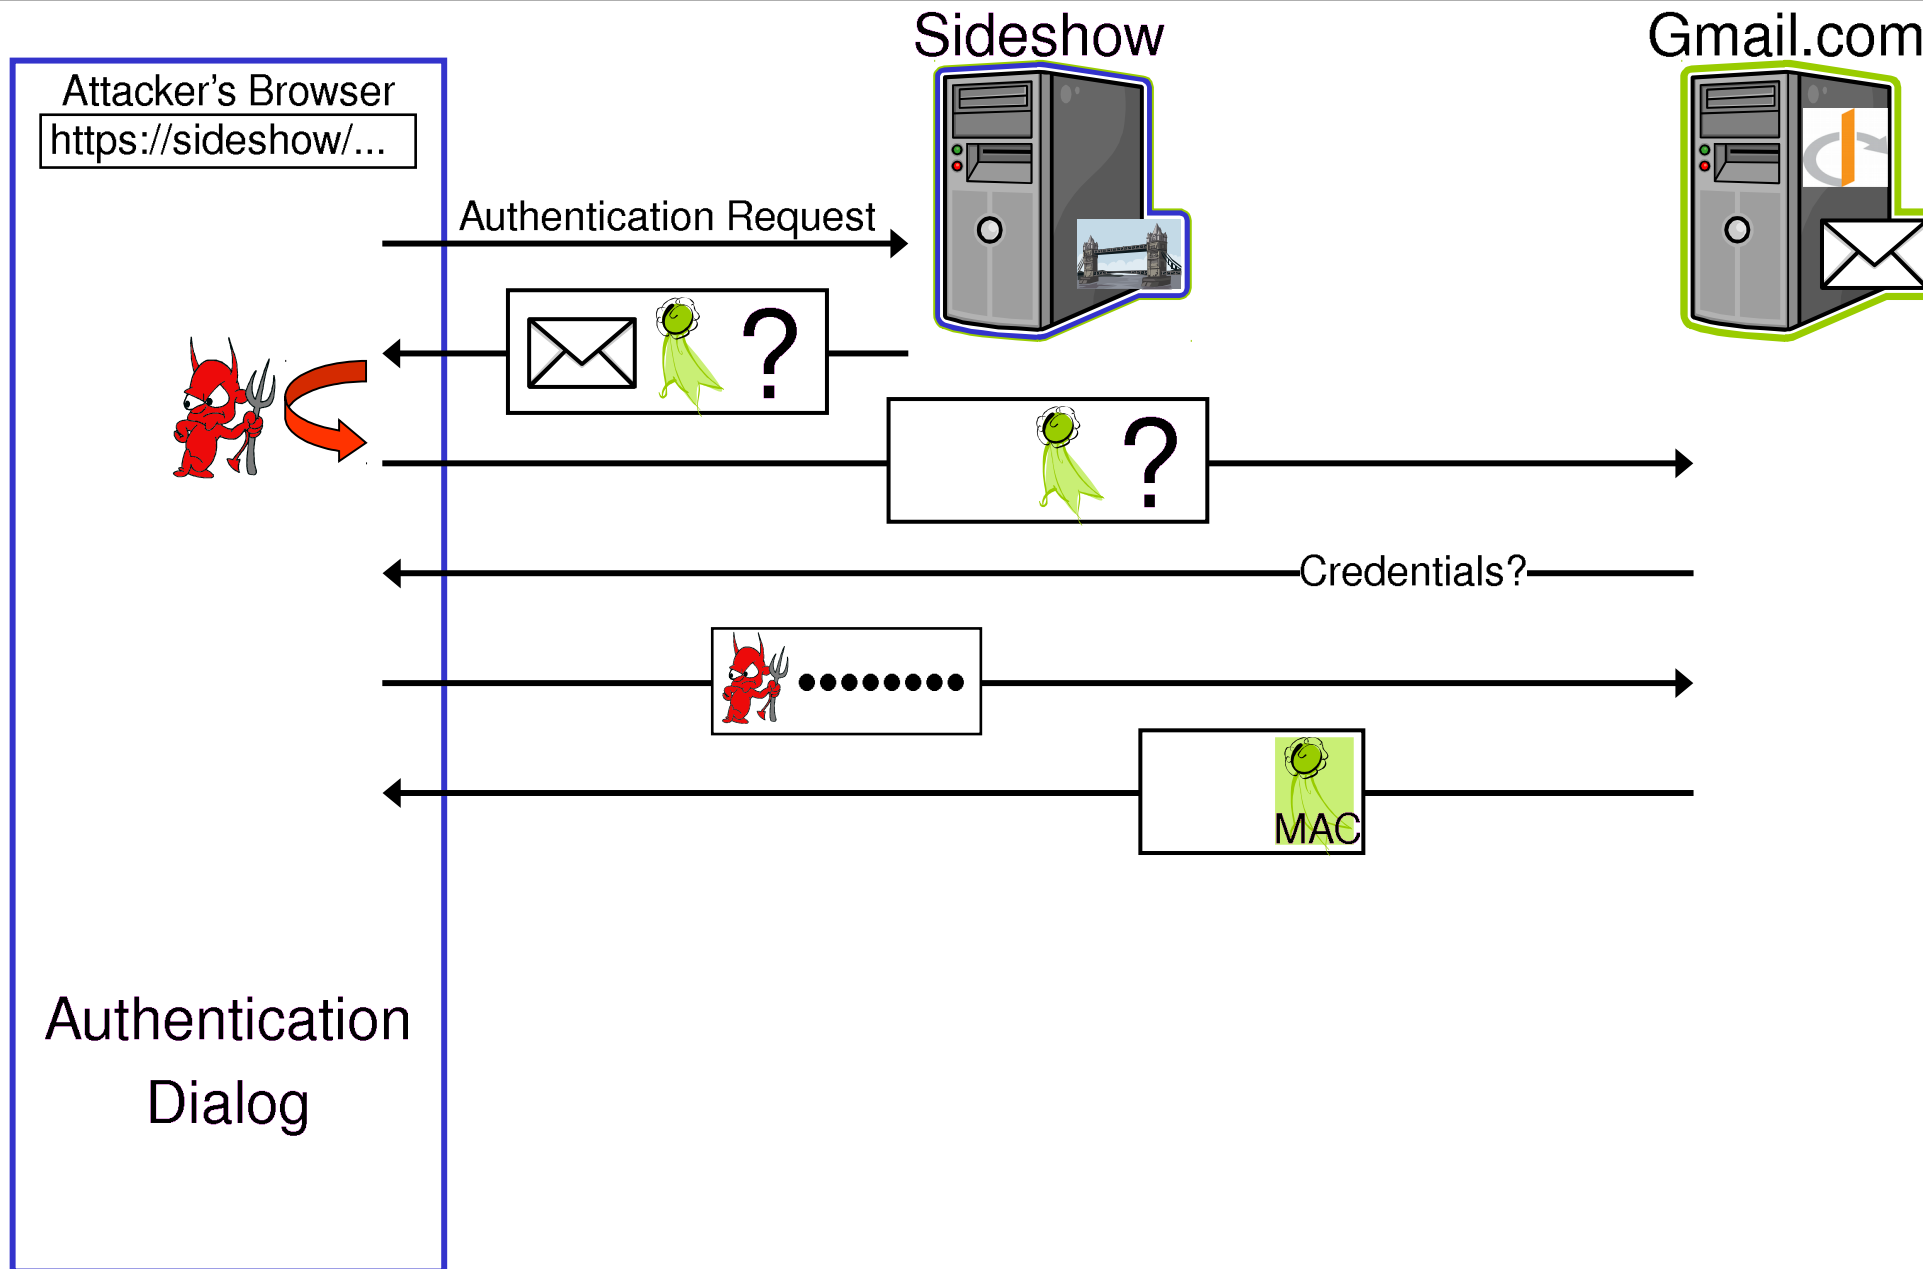 Sideshow
Gmail.com
Attacker's Browser
https://sideshow/...
Authentication Request
?
?
Credentials?
••••••••
MAC
Authentication
Dialog